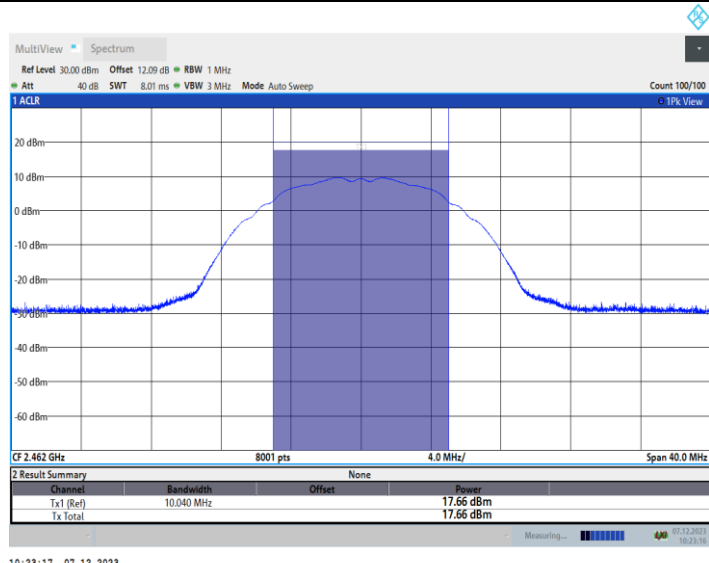 MultiView Spectrum
Ref Level 30.00 dBm Offset 12.09 dB RBW 1 MHz
Att 40 dB SWT 8.01 ms VBW 3 MHz Mode Auto Sweep Count 100/100
1 ACLR 1Pk View
20 dBm
10 dBm
0 dBm
-10 dBm
-20 dBm
-30 dBm
-40 dBm
-50 dBm
-60 dBm
CF 2.462 GHz 8001 pts 4.0 MHz/ Span 40.0 MHz
2 Result Summary None
Channel Bandwidth Offset Power
Tx1 (Ref) 10.040 MHz 17.66 dBm
Tx Total 17.66 dBm
Measuring... 07.12.2023
10:23:16
10:23:17 07.12.2023